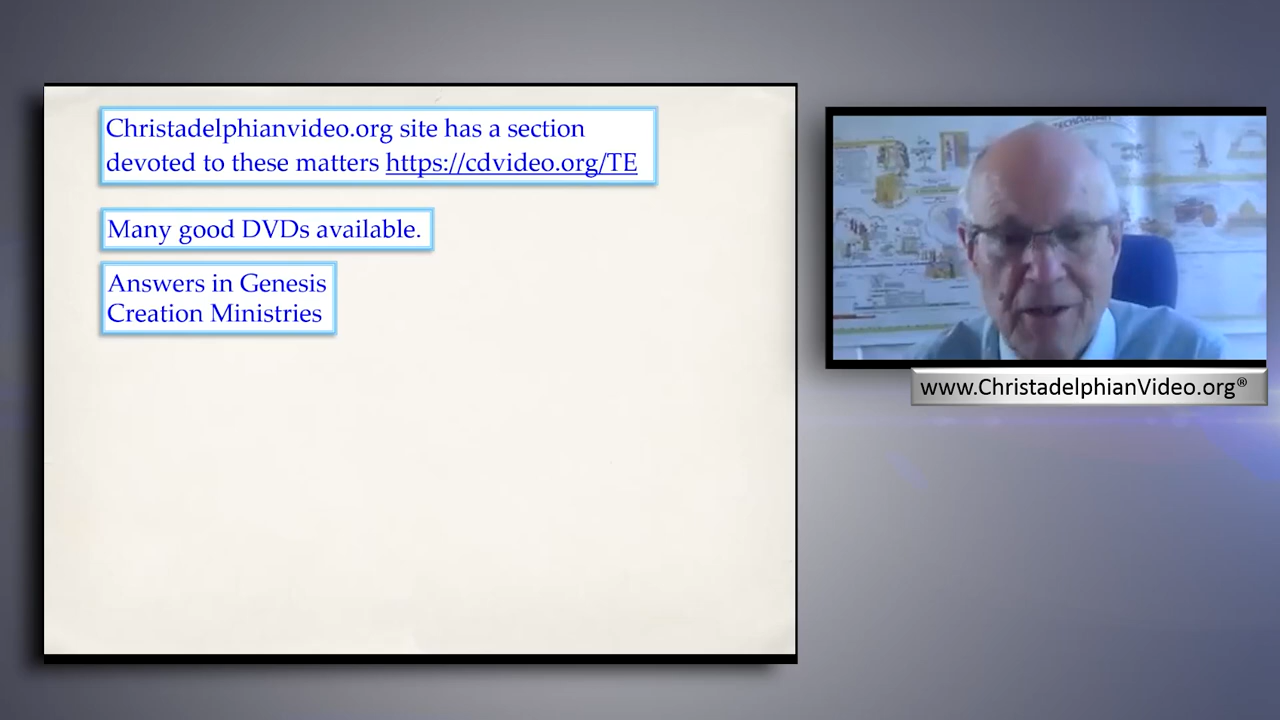 Christadelphianvideo.org site has a section
devoted to these matters https://cdvideo.org/TE
Many good DVDs available.
Answers in Genesis
Creation Ministries
www.ChristadelphianVideo.org®